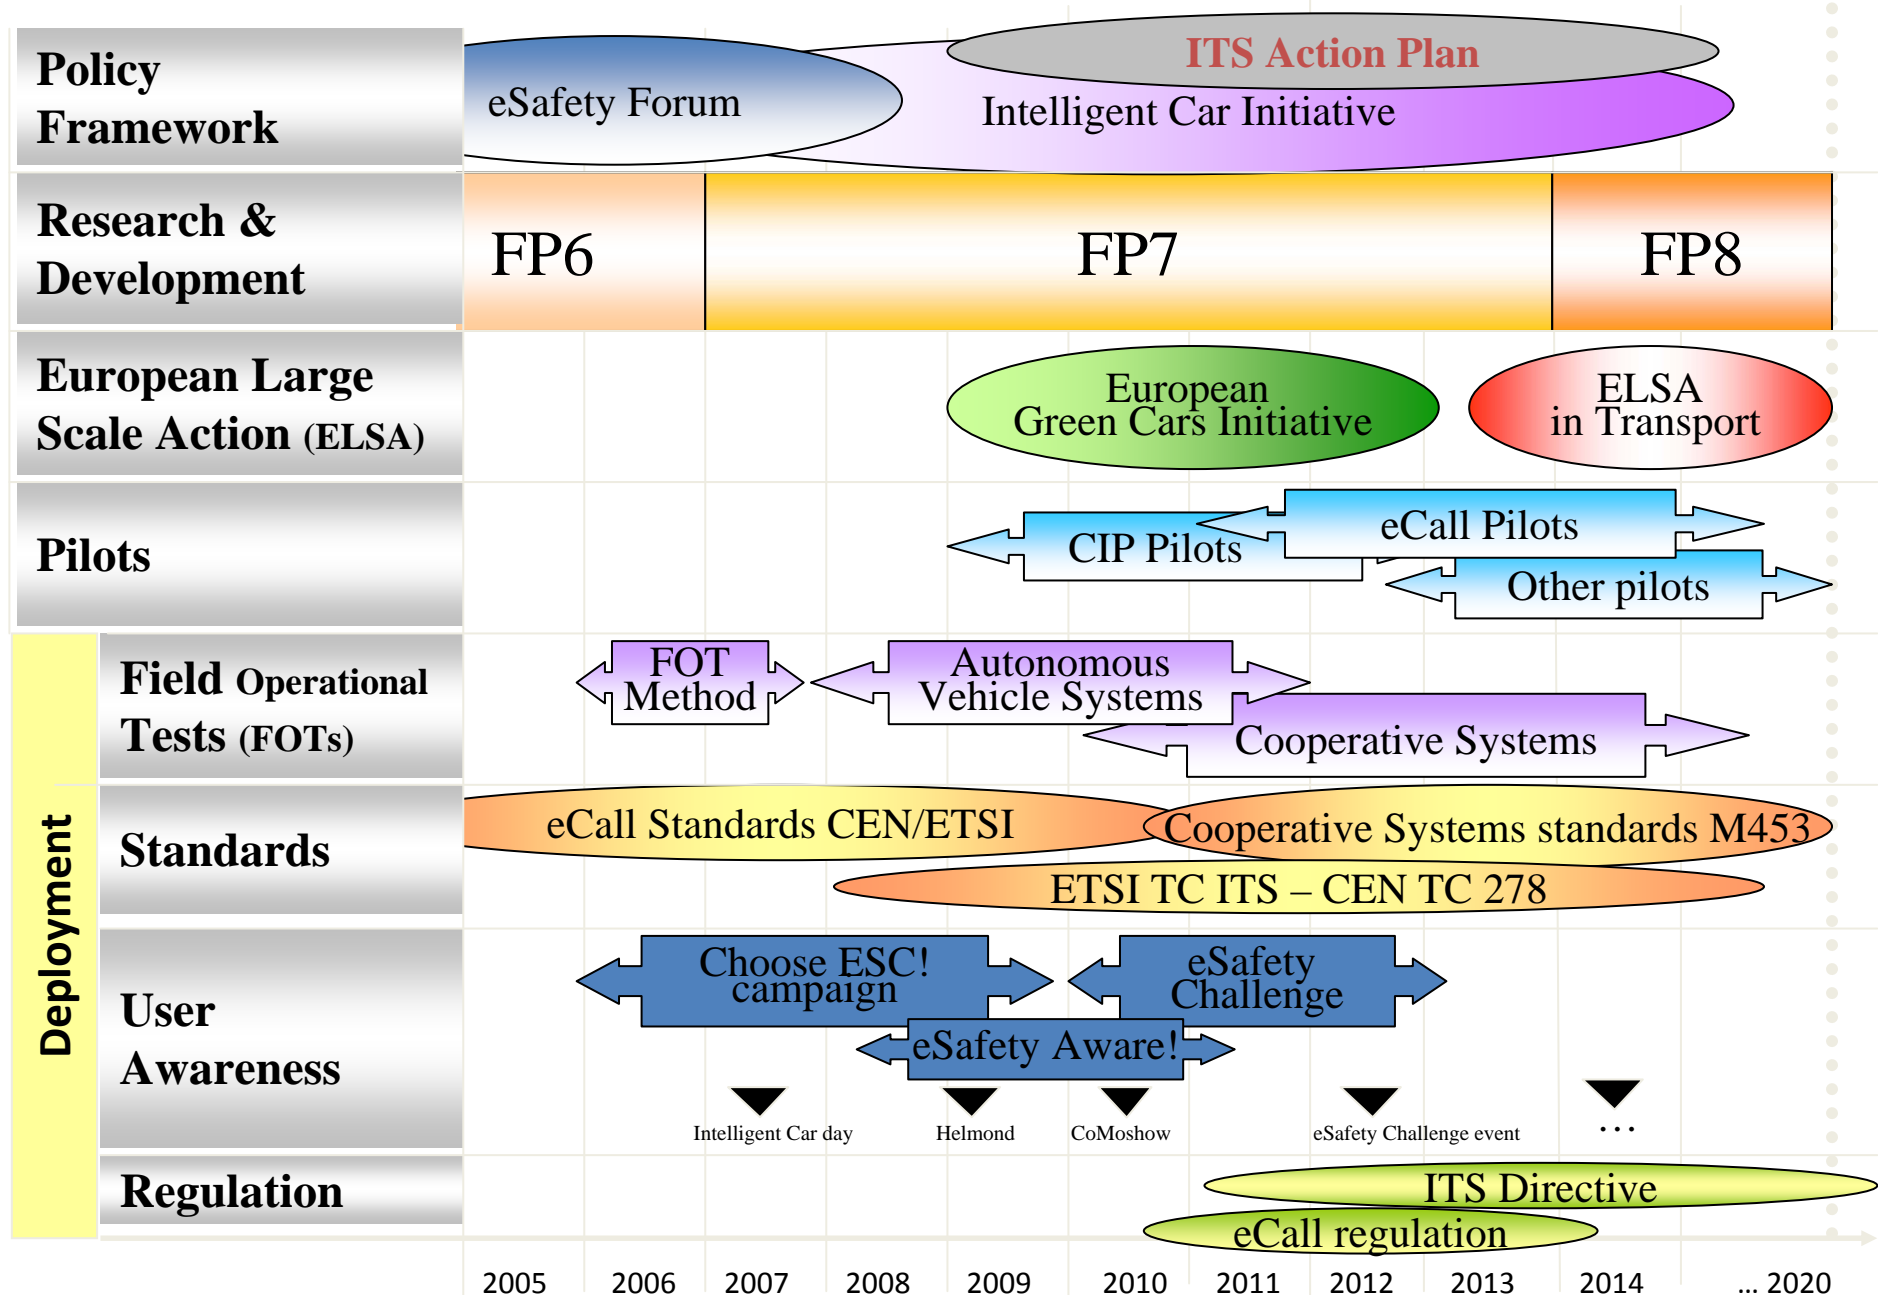 Policy
Framework
eSafety Forum
ITS Action Plan
Intelligent Car Initiative
Research &
Development
FP6
FP7
FP8
European Large
Scale Action (ELSA)
European
Green Cars Initiative
ELSA
in Transport
Pilots
CIP Pilots
eCall Pilots
Other pilots
Deployment
Field Operational
Tests (FOTs)
FOT
Method
Autonomous
Vehicle Systems
Cooperative Systems
Standards
eCall Standards CEN/ETSI
Cooperative Systems standards M453
ETSI TC ITS – CEN TC 278
User
Awareness
Choose ESC!
campaign
eSafety
Challenge
eSafety Aware!
Intelligent Car day
Helmond
CoMoshow
eSafety Challenge event
…
Regulation
ITS Directive
eCall regulation
2005 2006 2007 2008 2009 2010 2011 2012 2013 2014 ... 2020